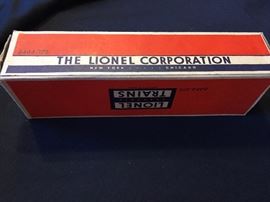 THE LIONEL CORPORATION
NEW YORK CHICAGO
LIONEL
TRAINS